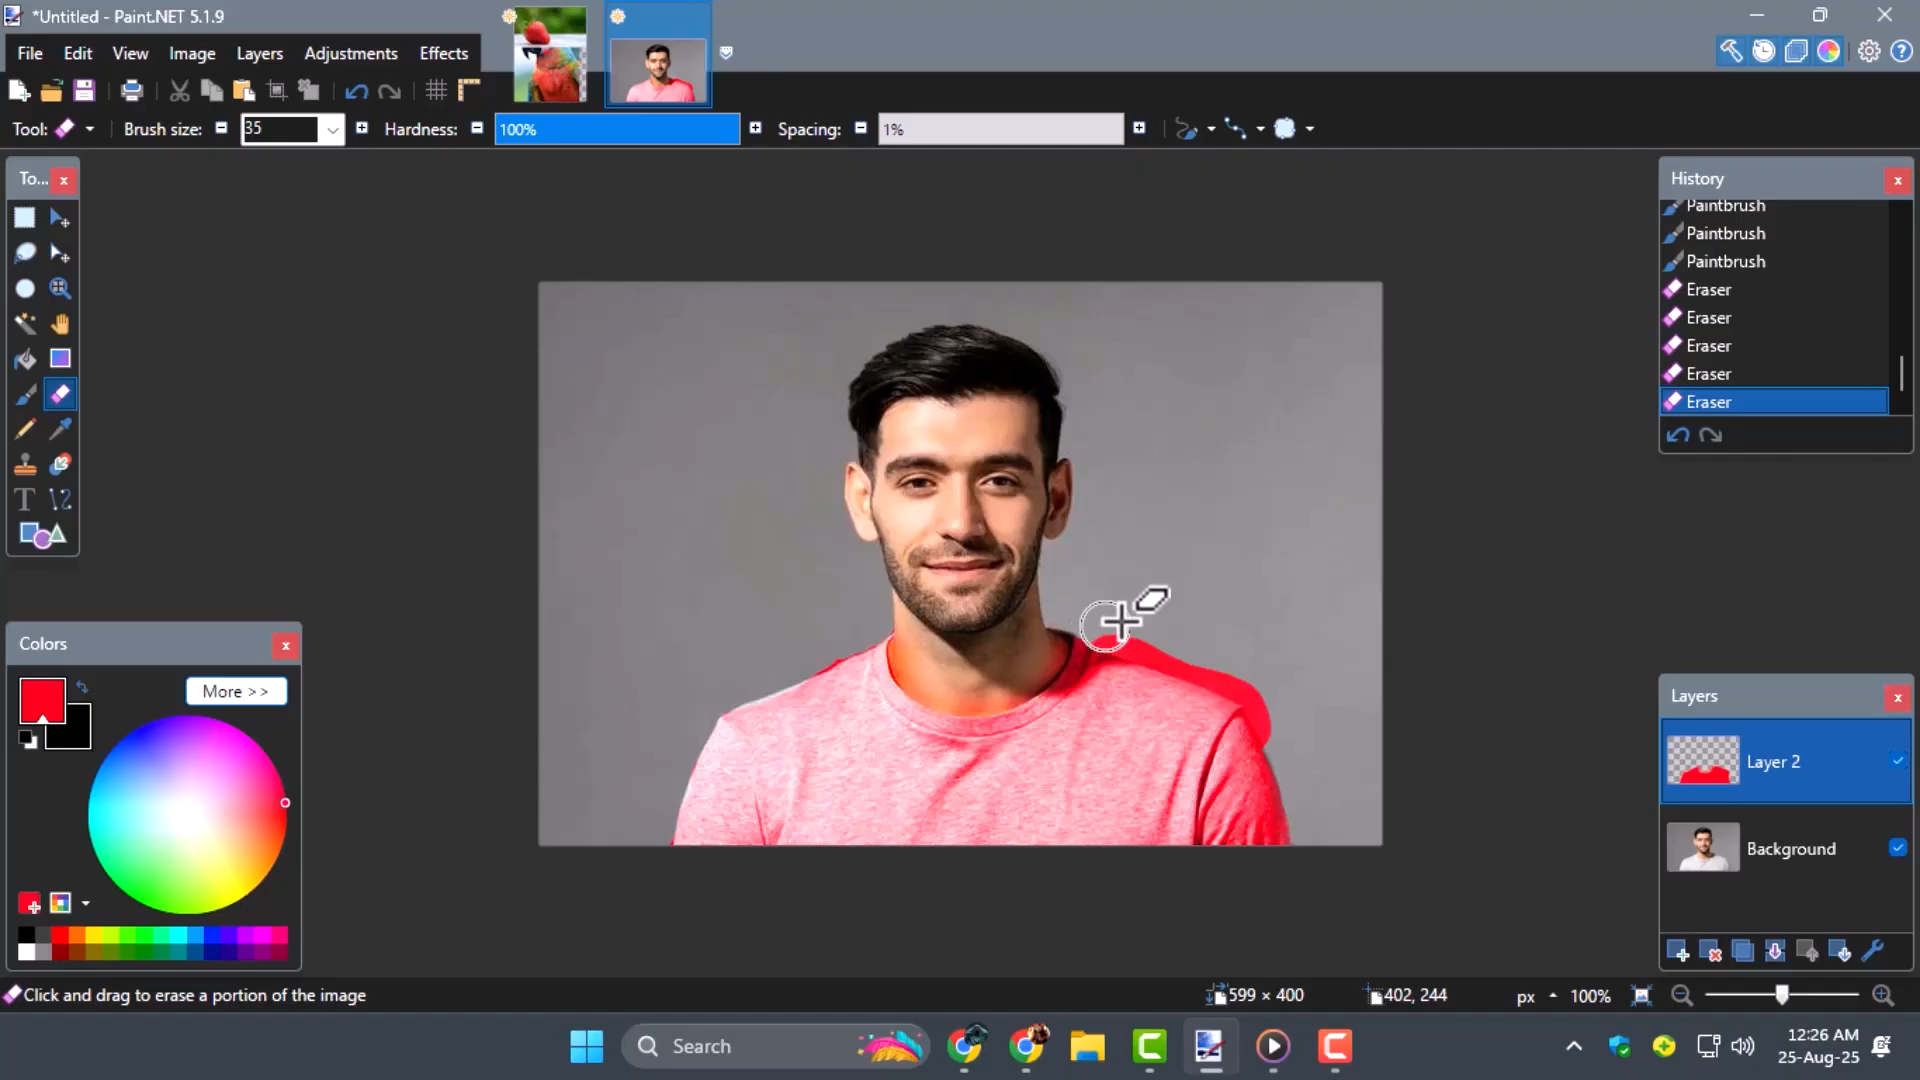 *Untitled - Paint.NET 5.1.9
File Edit View Image Layers Adjustments Effects
Tool: Brush size: 35 Hardness: 100% Spacing: 1%
To...
History
Paintbrush
Paintbrush
Paintbrush
Eraser
Eraser
Eraser
Eraser
Eraser
Colors
More >>
Layers
Layer 2
Background
Click and drag to erase a portion of the image
599 × 400
402, 244
px
100%
Search
12:26 AM
25-Aug-25